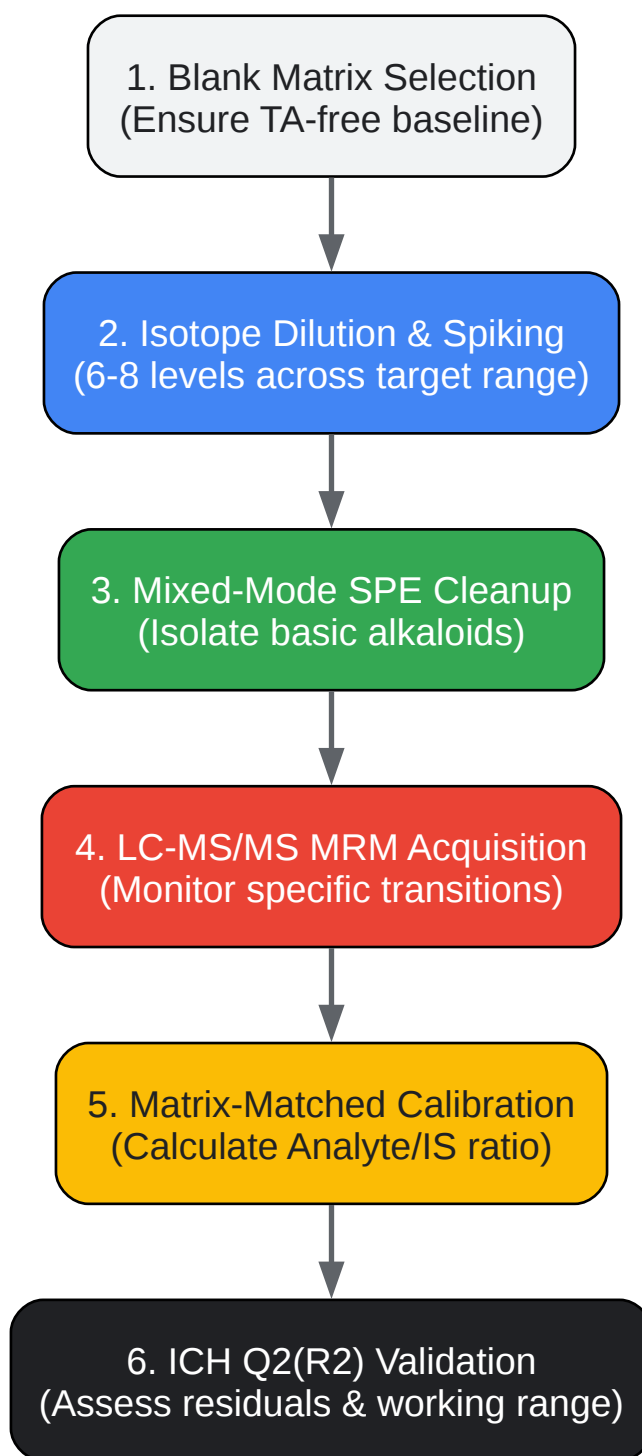 1. Blank Matrix Selection
(Ensure TA-free baseline)
2. Isotope Dilution & Spiking
(6-8 levels across target range)
3. Mixed-Mode SPE Cleanup
(Isolate basic alkaloids)
4. LC-MS/MS MRM Acquisition
(Monitor specific transitions)
5. Matrix-Matched Calibration
(Calculate Analyte/IS ratio)
6. ICH Q2(R2) Validation
(Assess residuals & working range)